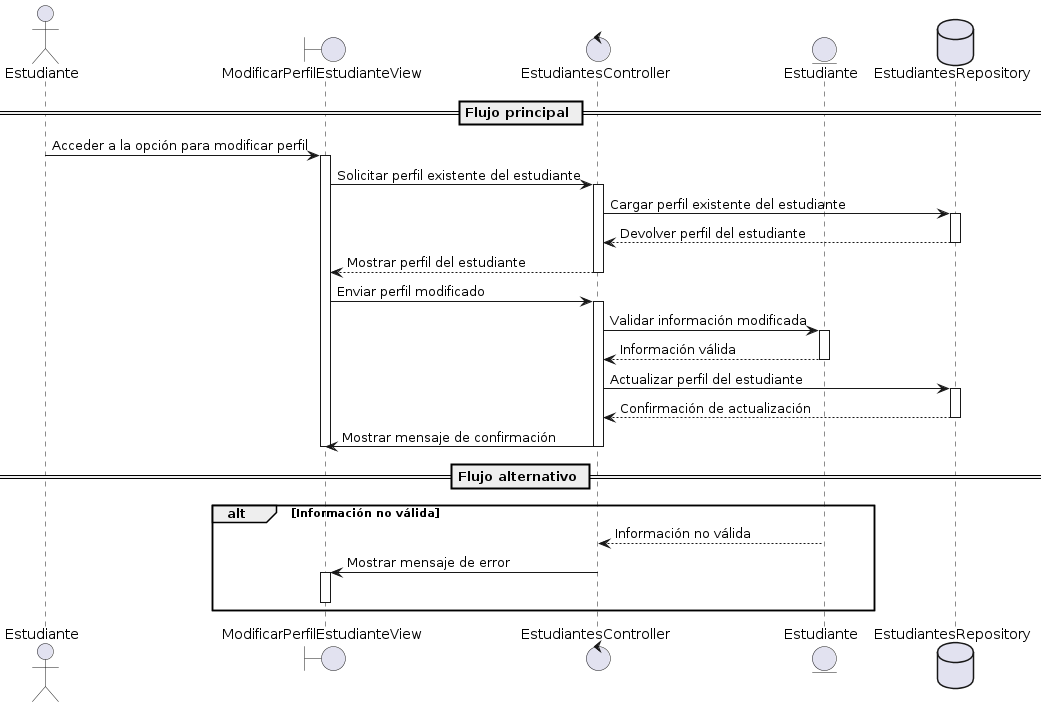 Estudiante
ModificarPerfilEstudianteView
EstudiantesController
Estudiante
EstudiantesRepository
Flujo principal
Acceder a la opción para modificar perfil
Solicitar perfil existente del estudiante
Cargar perfil existente del estudiante
Devolver perfil del estudiante
Mostrar perfil del estudiante
Enviar perfil modificado
Validar información modificada
Información válida
Actualizar perfil del estudiante
Confirmación de actualización
Mostrar mensaje de confirmación
Flujo alternativo
alt [Información no válida]
Información no válida
Mostrar mensaje de error
Estudiante
ModificarPerfilEstudianteView
EstudiantesController
Estudiante
EstudiantesRepository